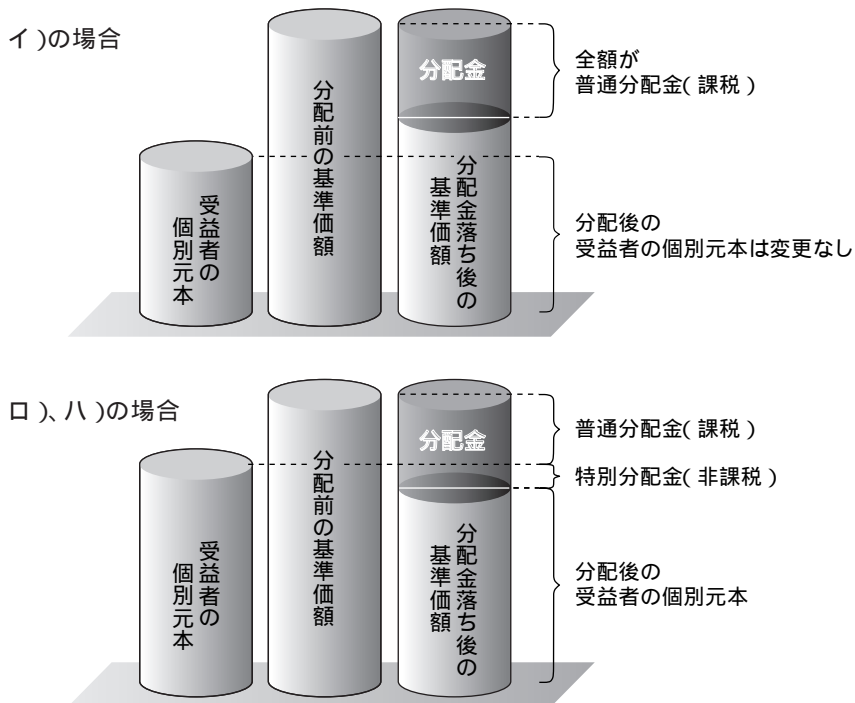 イ )の場合
受益者の
個別元本
分配前の基準価額
分配金
分配金落ち後の
基準価額
全額が
普通分配金( 課税 )
分配後の
受益者の個別元本は変更なし
ロ )、ハ )の場合
受益者の
個別元本
分配前の基準価額
分配金
分配金落ち後の
基準価額
普通分配金( 課税 )
特別分配金( 非課税 )
分配後の
受益者の個別元本